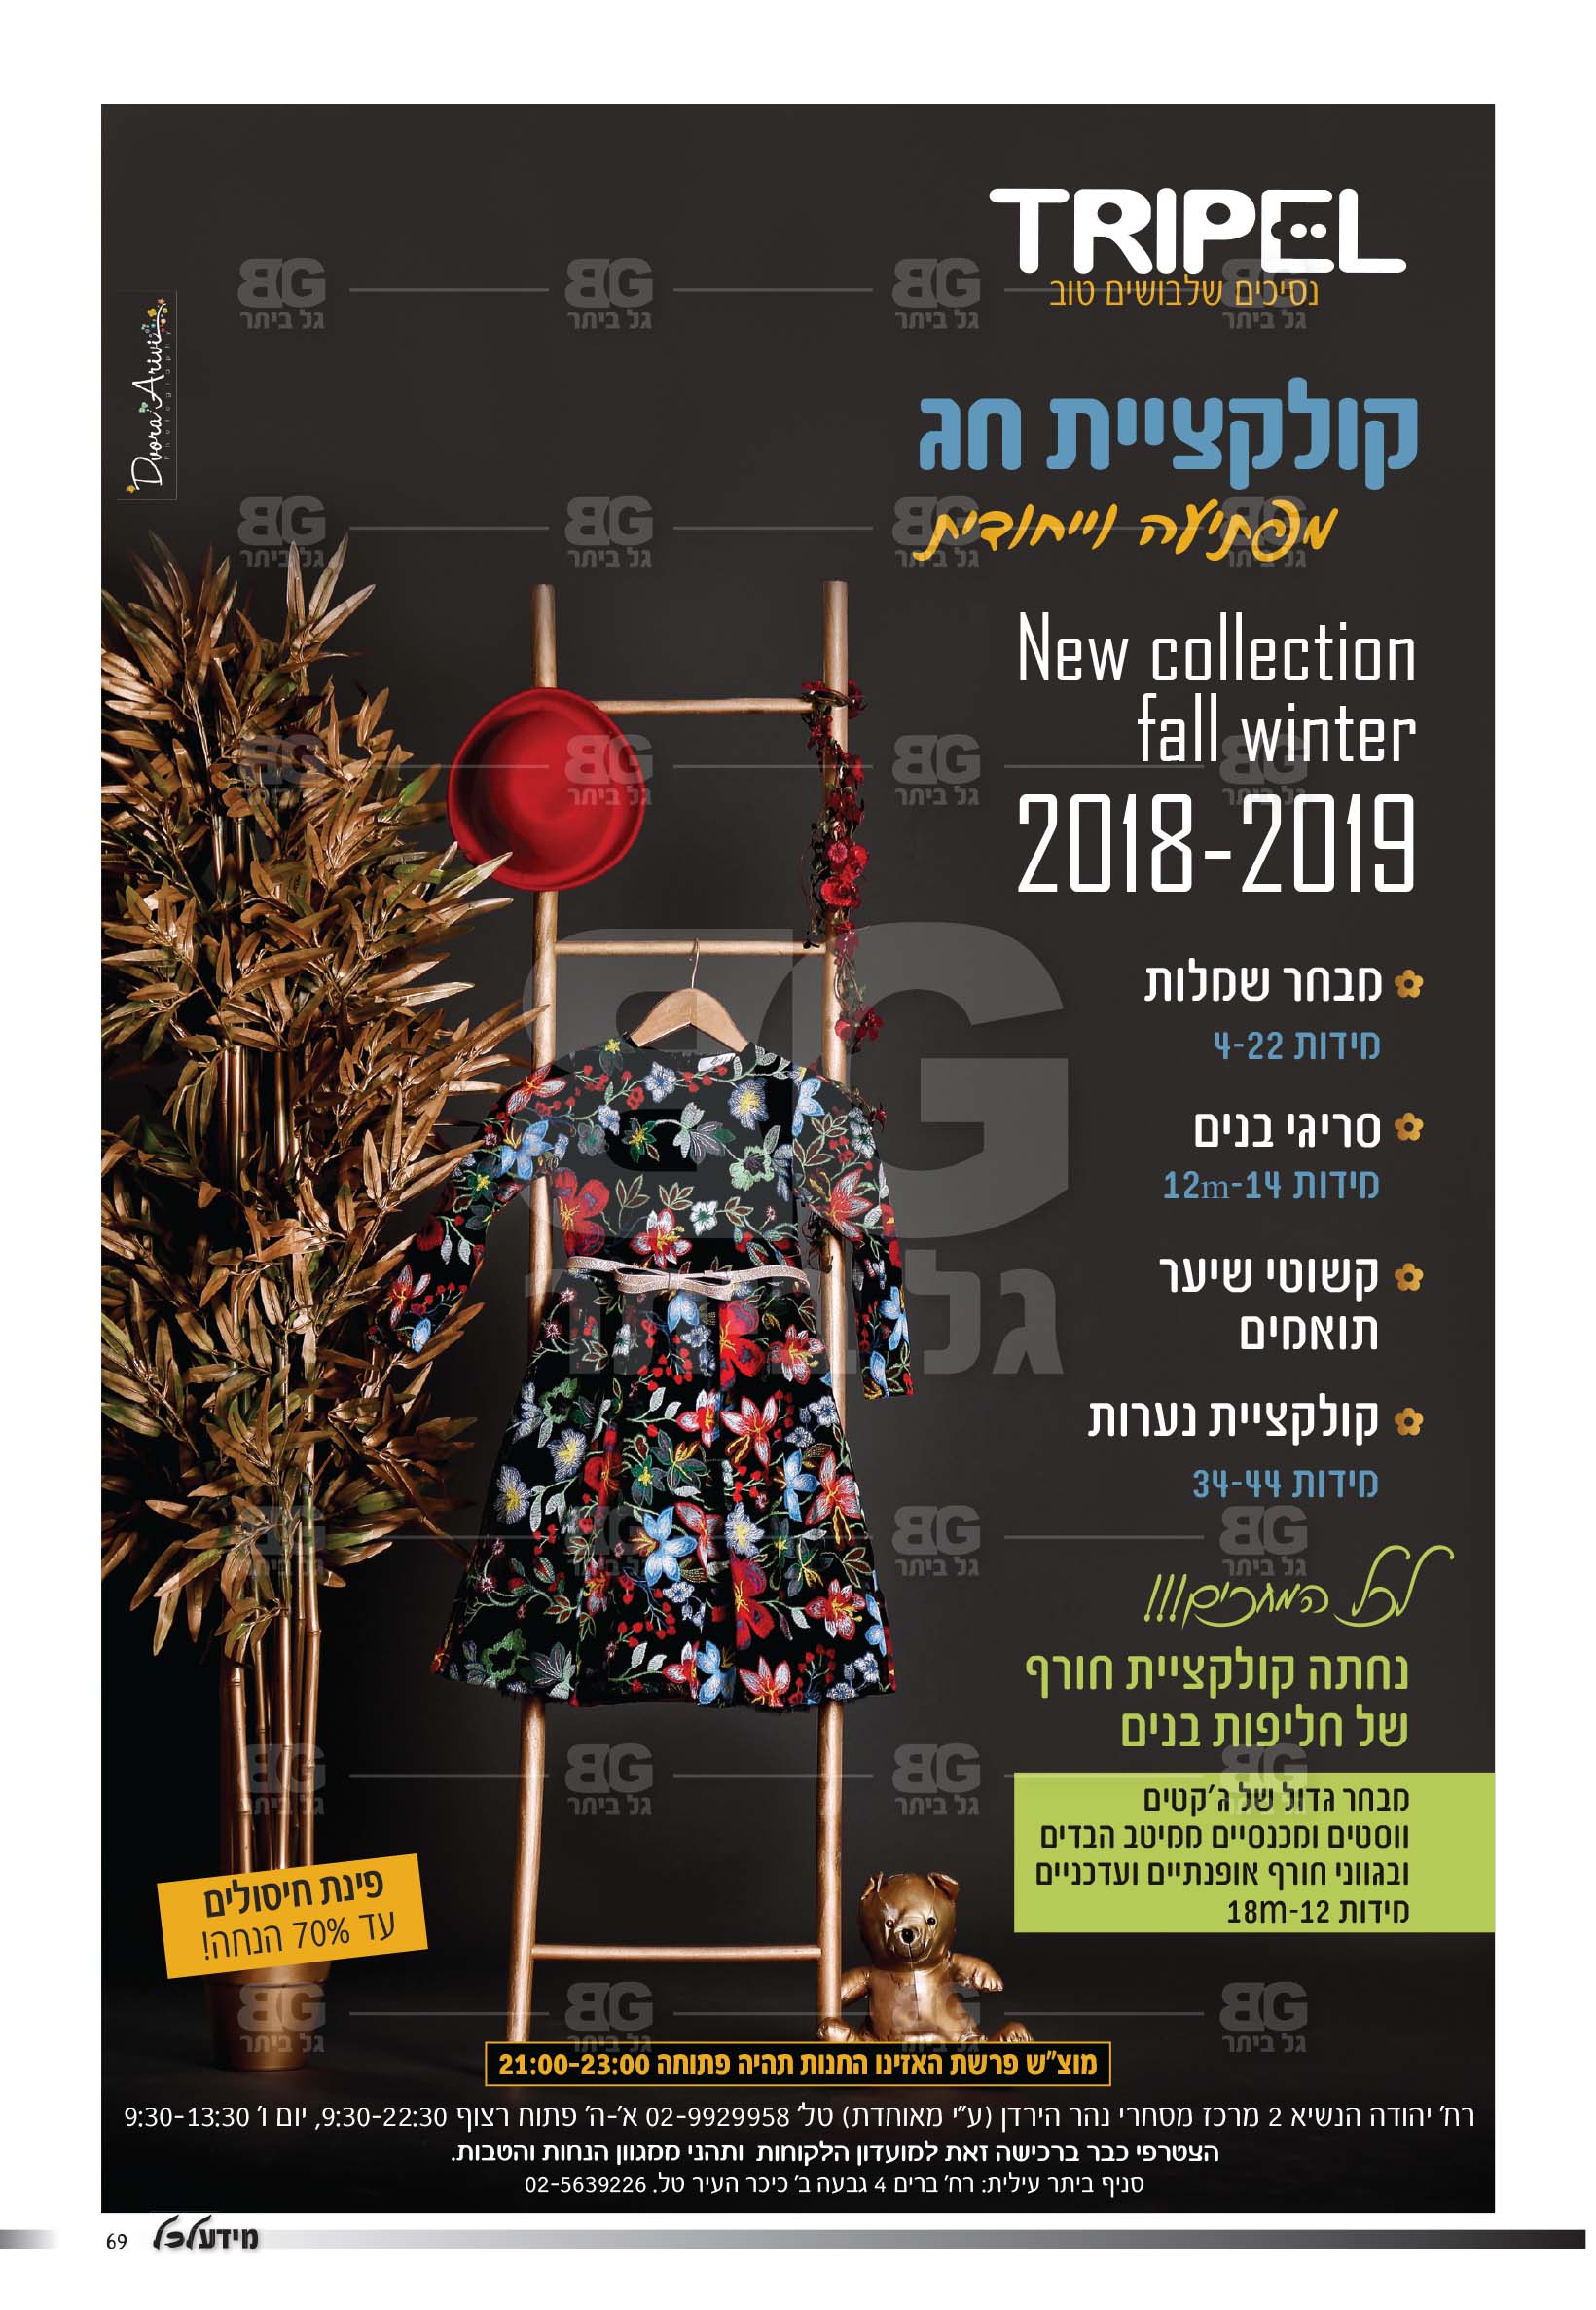 TRIPEL
נסיכים שלבושים טוב
Dvora Arivi
קולקציית חג
מפתיעה וייחודית
New collection
fall winter
2018-2019
מבחר שמלות
מידות 4-22
סריגי בנים
מידות 12m-14
קשוטי שיער
תואמים
קולקציית נערות
מידות 34-44
לכל המחכים!!!
נחתה קולקציית חורף
של חליפות בנים
מבחר גדול של ג'קטים
ווסטים ומכנסיים ממיטב הבדים
ובגווני חורף אופנתיים ועדכניים
מידות 18m-12
פינת חיסולים
עד 70% הנחה!
מוצ"ש פרשת האזינו החנות תהיה פתוחה 21:00-23:00
רח' יהודה הנשיא 2 מרכז מסחרי נהר הירדן (ע"י מאוחדת) טל' 02-9929958 א'-ה' פתוח רצוף 9:30-22:30, יום ו' 9:30-13:30
הצטרפי כבר ברכישה זאת למועדון הלקוחות ותהני ממגוון הנחות והטבות.
סניף ביתר עילית: רח' ברים 4 גבעה ב' כיכר העיר טל. 02-5639226
BG
גל ביתר
מידע לכל
69